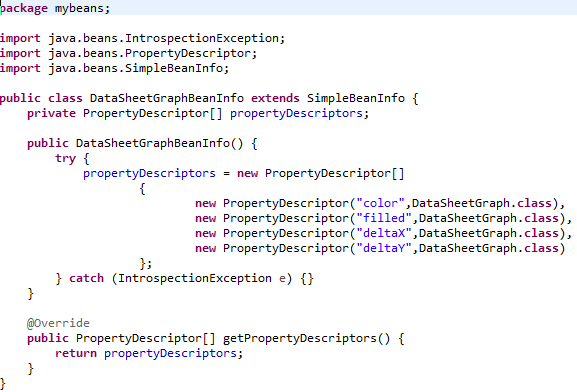 package mybeans;
import java.beans.IntrospectionException;
import java.beans.PropertyDescriptor;
import java.beans.SimpleBeanInfo;
public class DataSheetGraphBeanInfo extends SimpleBeanInfo {
private PropertyDescriptor[] propertyDescriptors;
public DataSheetGraphBeanInfo() {
try {
propertyDescriptors = new PropertyDescriptor[]
{
new PropertyDescriptor("color",DataSheetGraph.class),
new PropertyDescriptor("filled",DataSheetGraph.class),
new PropertyDescriptor("deltaX",DataSheetGraph.class),
new PropertyDescriptor("deltaY",DataSheetGraph.class)
};
} catch (IntrospectionException e) {}
}
@Override
public PropertyDescriptor[] getPropertyDescriptors() {
return propertyDescriptors;
}
}